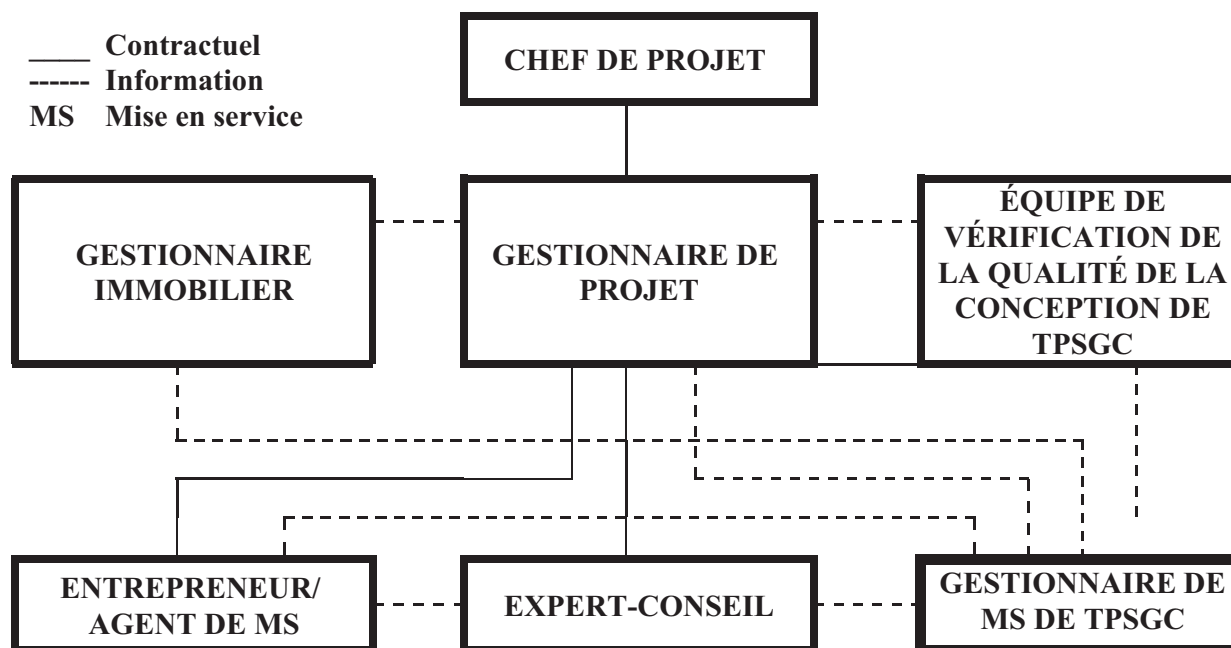 ____ Contractuel
------ Information
MS Mise en service
CHEF DE PROJET
GESTIONNAIRE
IMMOBILIER
GESTIONNAIRE DE
PROJET
ÉQUIPE DE
VÉRIFICATION DE
LA QUALITÉ DE LA
CONCEPTION DE
TPSGC
ENTREPRENEUR/
AGENT DE MS
EXPERT-CONSEIL
GESTIONNAIRE DE
MS DE TPSGC